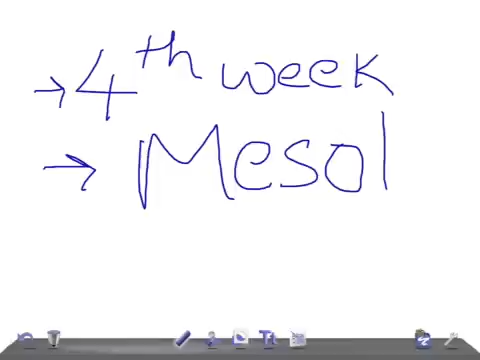 → 4th week
→ Mesol